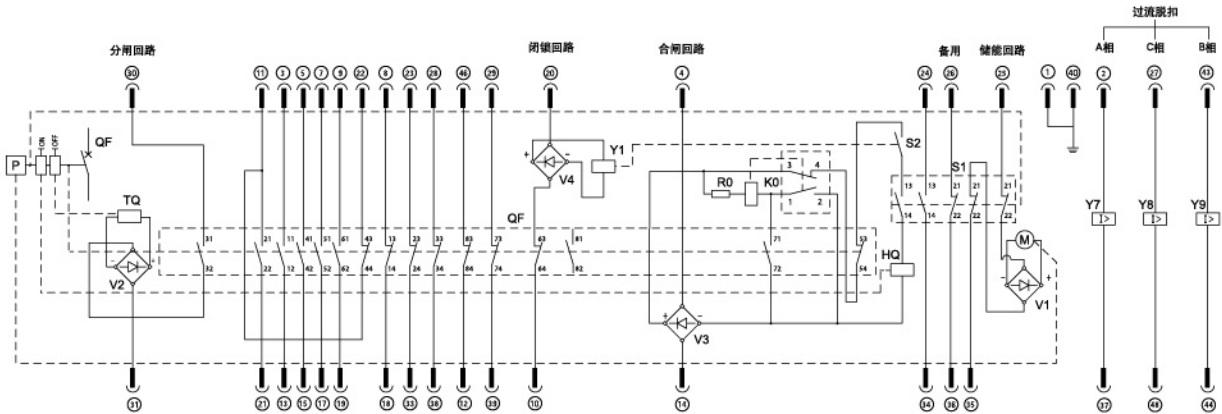 过流脱扣
分闸回路 闭锁回路 合闸回路 备用 储能回路 A相 C相 B相
30 11 3 5 7 9 22 8 13 23 28 46 29 20 4 24 26 25 1 40 2 27 43
ON OFF QF
P
S2
Y1
V4
3 4
R0 K0
1 2
S1
13 13 21 21 21
14 14 22 22 22
TQ
QF
Y7 Y8 Y9
I> I> I>
31 21 11 41 51 61 43 13 23 33 83 73 63 81 71 53
32 22 12 42 52 62 44 14 24 34 84 74 64 82 72 54
HQ
M
V2
V1
V3
31 21 13 15 17 19 18 33 38 12 39 10 14 34 36 35 37 48 44